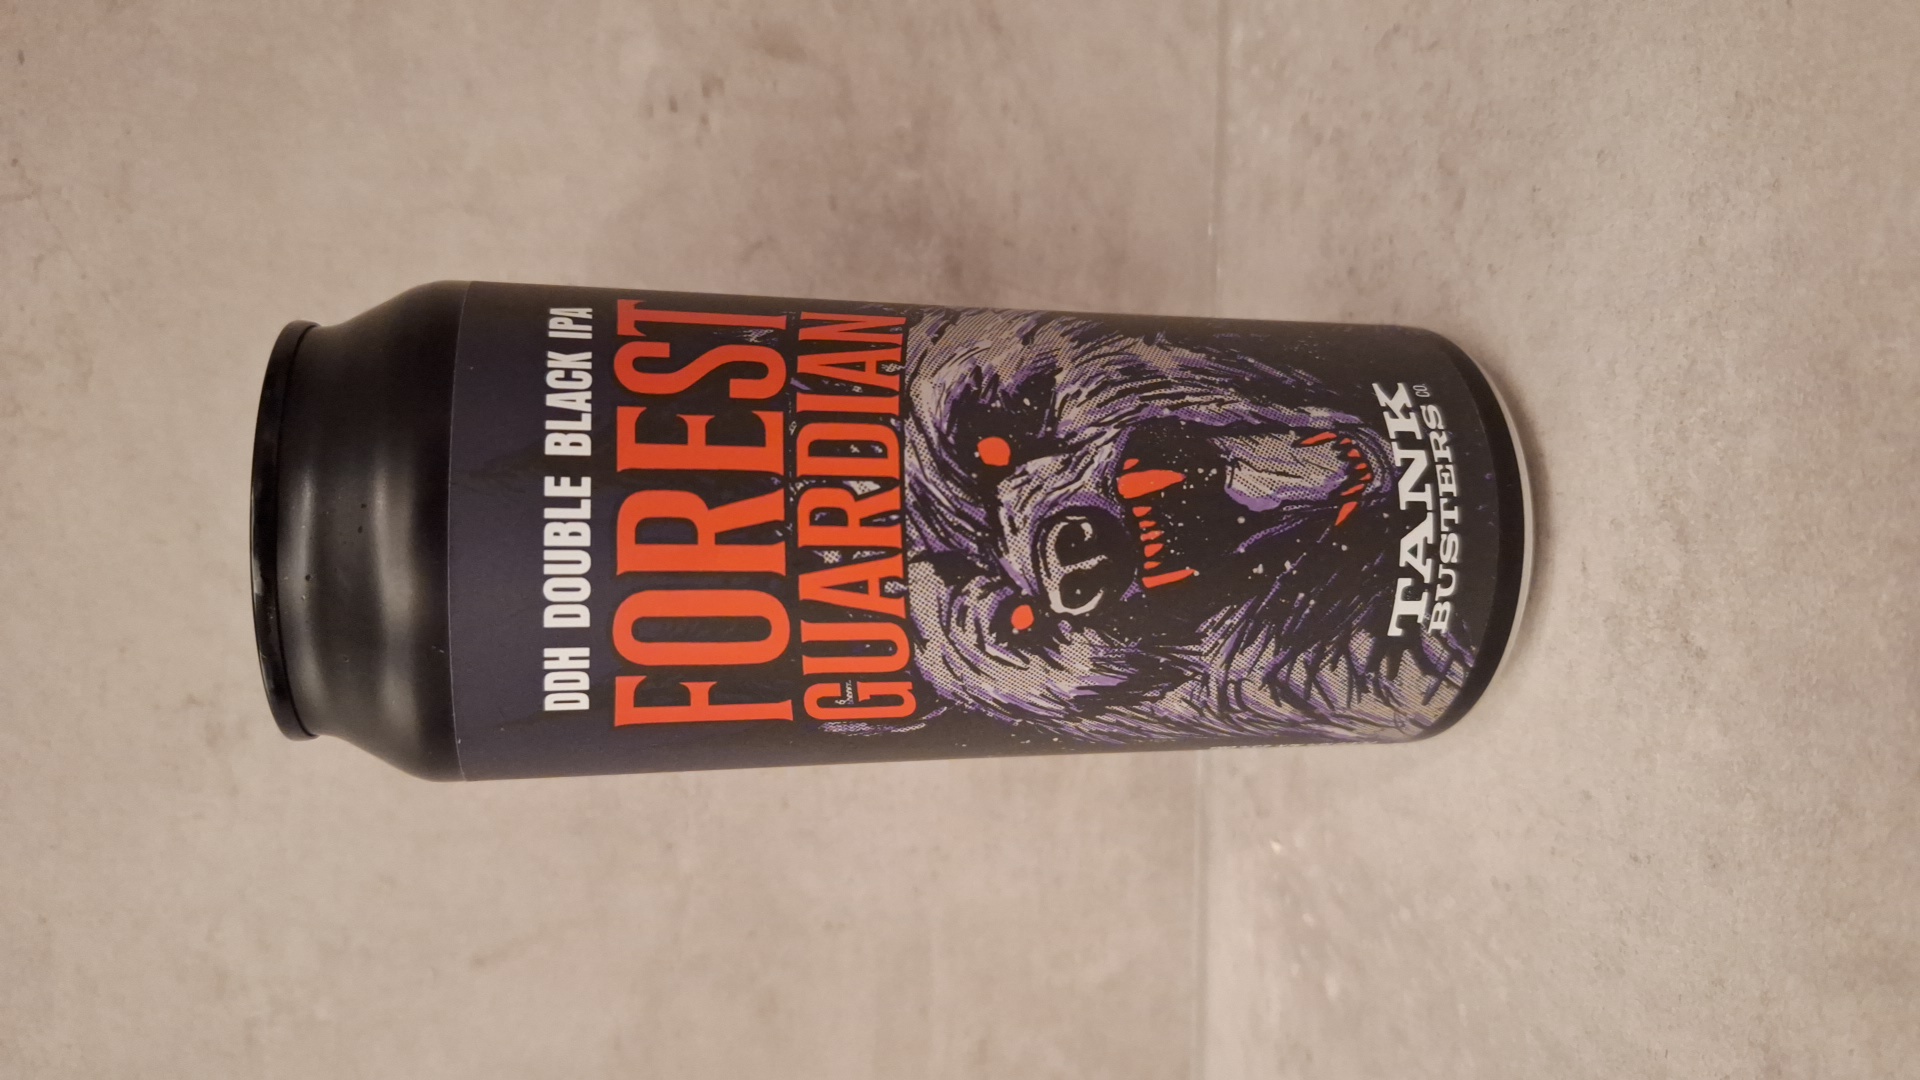 DDH DOUBLE BLACK IPA
FOREST
GUARDIAN
TANK
BUSTERS CO.